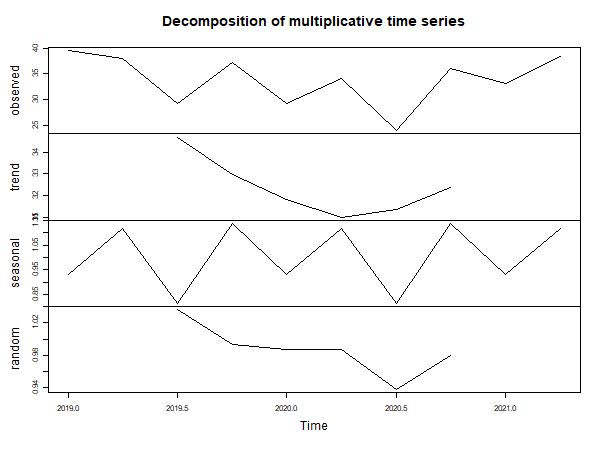 Decomposition of multiplicative time series
observed
25 30 35 40
trend
32 33 34
seasonal
0.85 0.95 1.05
random
0.94 0.98 1.02
2019.0 2019.5 2020.0 2020.5 2021.0
Time